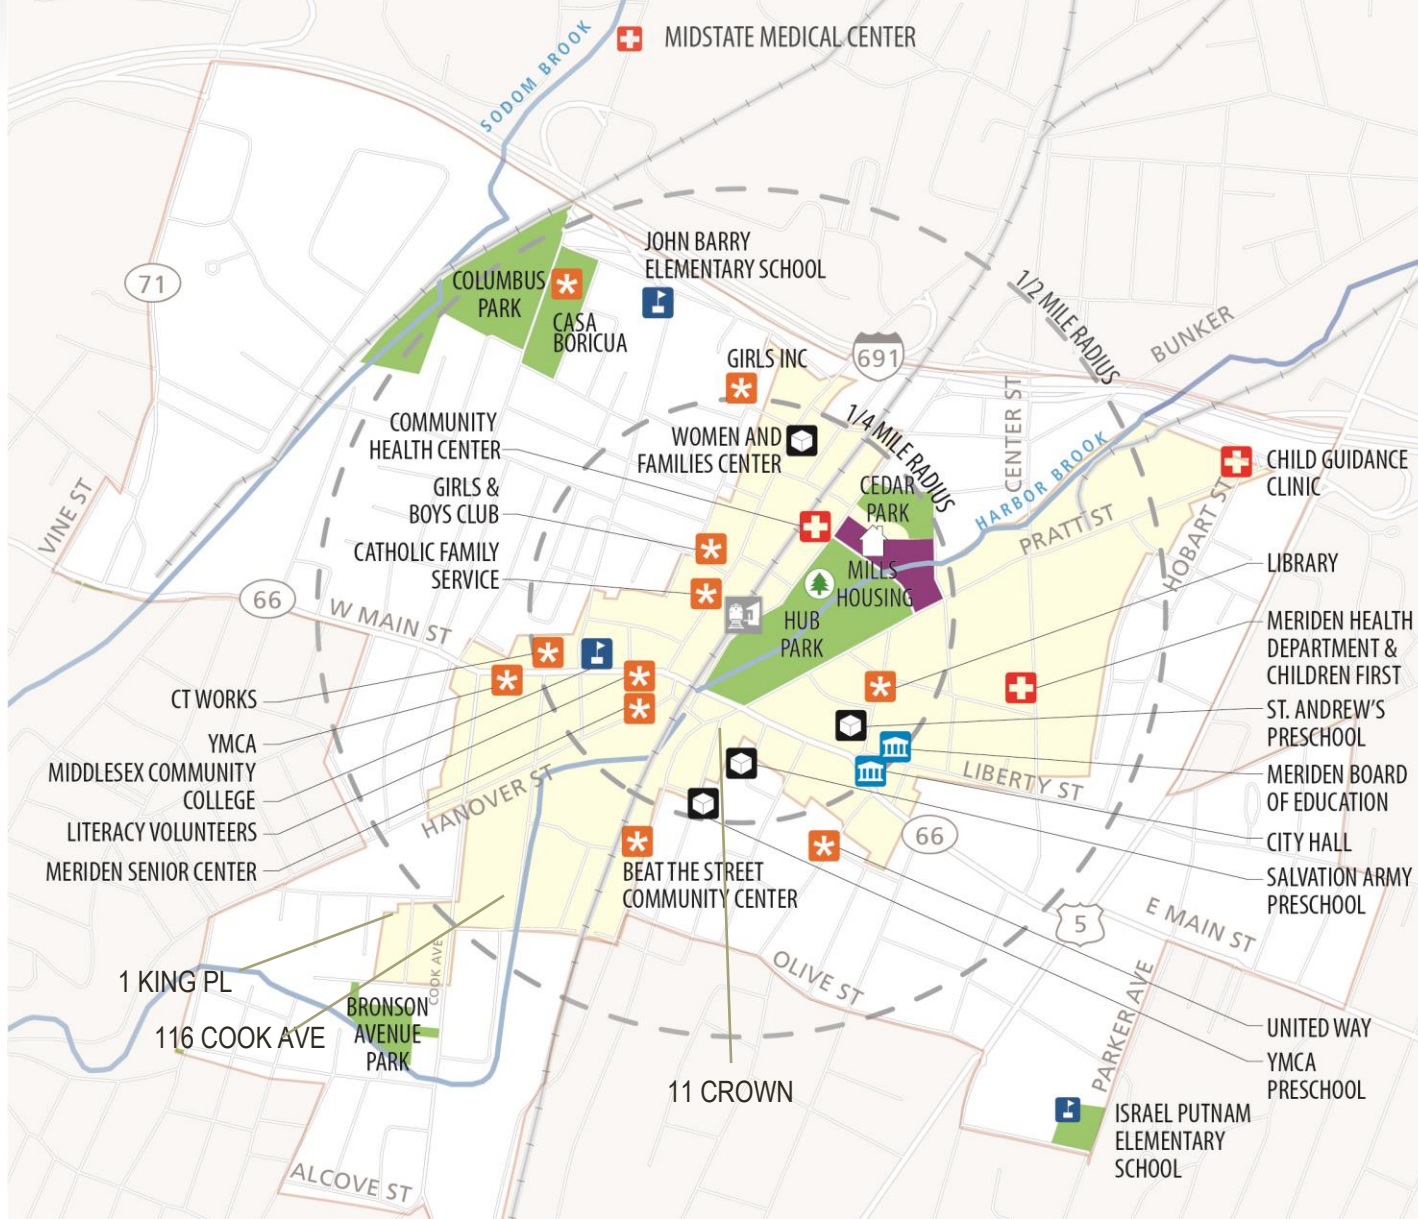 SODOM BROOK
MIDSTATE MEDICAL CENTER
JOHN BARRY
ELEMENTARY SCHOOL
71
COLUMBUS
PARK
CASA
BORICUA
1/2 MILE RADIUS
BUNKER
691
GIRLS INC
1/4 MILE RADIUS
CENTER ST
COMMUNITY
HEALTH CENTER
WOMEN AND
FAMILIES CENTER
HARBOR BROOK
CHILD GUIDANCE
CLINIC
CEDAR
PARK
GIRLS &
BOYS CLUB
VINE ST
PRATT ST
HOBART ST
CATHOLIC FAMILY
SERVICE
MILLS
HOUSING
LIBRARY
66
W MAIN ST
HUB
PARK
MERIDEN HEALTH
DEPARTMENT &
CHILDREN FIRST
CT WORKS
ST. ANDREW'S
PRESCHOOL
YMCA
MIDDLESEX COMMUNITY
COLLEGE
HANOVER ST
LIBERTY ST
MERIDEN BOARD
OF EDUCATION
LITERACY VOLUNTEERS
66
CITY HALL
MERIDEN SENIOR CENTER
BEAT THE STREET
COMMUNITY CENTER
SALVATION ARMY
PRESCHOOL
5
E MAIN ST
COOK AVE
1 KING PL
OLIVE ST
116 COOK AVE
BRONSON
AVENUE
PARK
PARKER AVE
UNITED WAY
YMCA
PRESCHOOL
11 CROWN
ISRAEL PUTNAM
ELEMENTARY
SCHOOL
ALCOVE ST